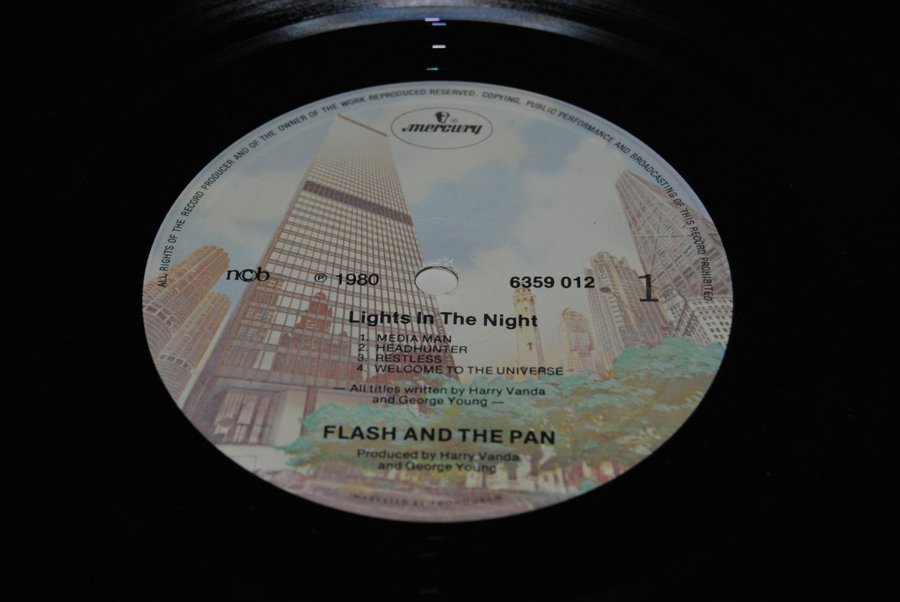 ALL RIGHTS OF THE RECORD PRODUCER AND OF THE OWNER OF THE WORK REPRODUCED RESERVED. COPYING, PUBLIC PERFORMANCE AND BROADCASTING OF THIS RECORD PROHIBITED
mercury
ncb
℗ 1980
6359 012
1
Lights In The Night
1. MEDIA MAN
2. HEADHUNTER
3. RESTLESS
4. WELCOME TO THE UNIVERSE
— All titles written by Harry Vanda
and George Young —
FLASH AND THE PAN
Produced by Harry Vanda
and George Young
MARKETED BY PHONOGRAM